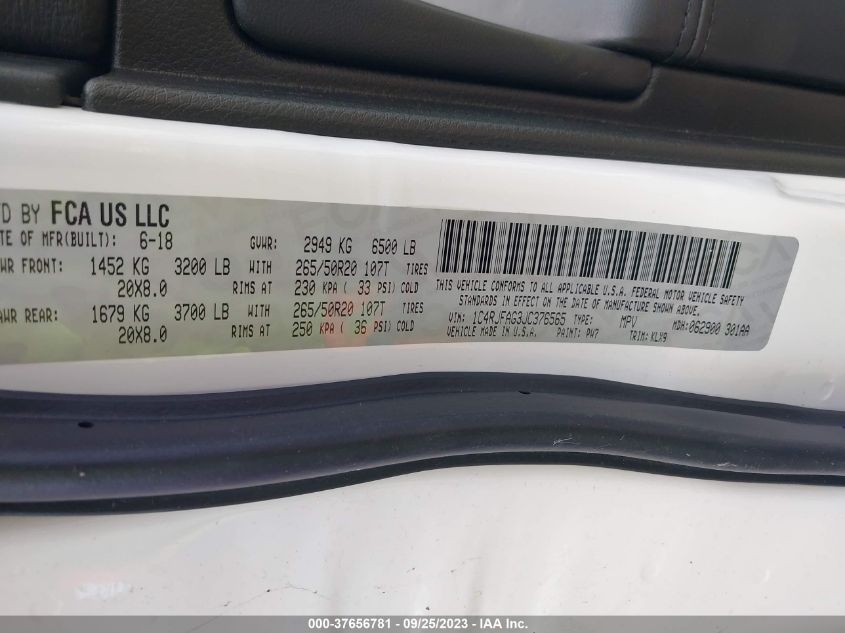 D BY FCA US LLC
TE OF MFR(BUILT): 6-18 GVWR: 2949 KG 6500 LB
WR FRONT: 1452 KG 3200 LB WITH 265/50R20 107T TIRES
20X8.0 RIMS AT 230 KPA ( 33 PSI) COLD
AWR REAR: 1679 KG 3700 LB WITH 265/50R20 107T TIRES
20X8.0 RIMS AT 250 KPA ( 36 PSI) COLD
THIS VEHICLE CONFORMS TO ALL APPLICABLE U.S.A. FEDERAL MOTOR VEHICLE SAFETY
STANDARDS IN EFFECT ON THE DATE OF MANUFACTURE SHOWN ABOVE.
VIN: 1C4RJFAG3JC376565 TYPE: MPV MDH: 062900 301AA
MADE IN U.S.A. PAINT: PW7 TRIM: KLX9
000-37656781 - 09/25/2023 - IAA Inc.